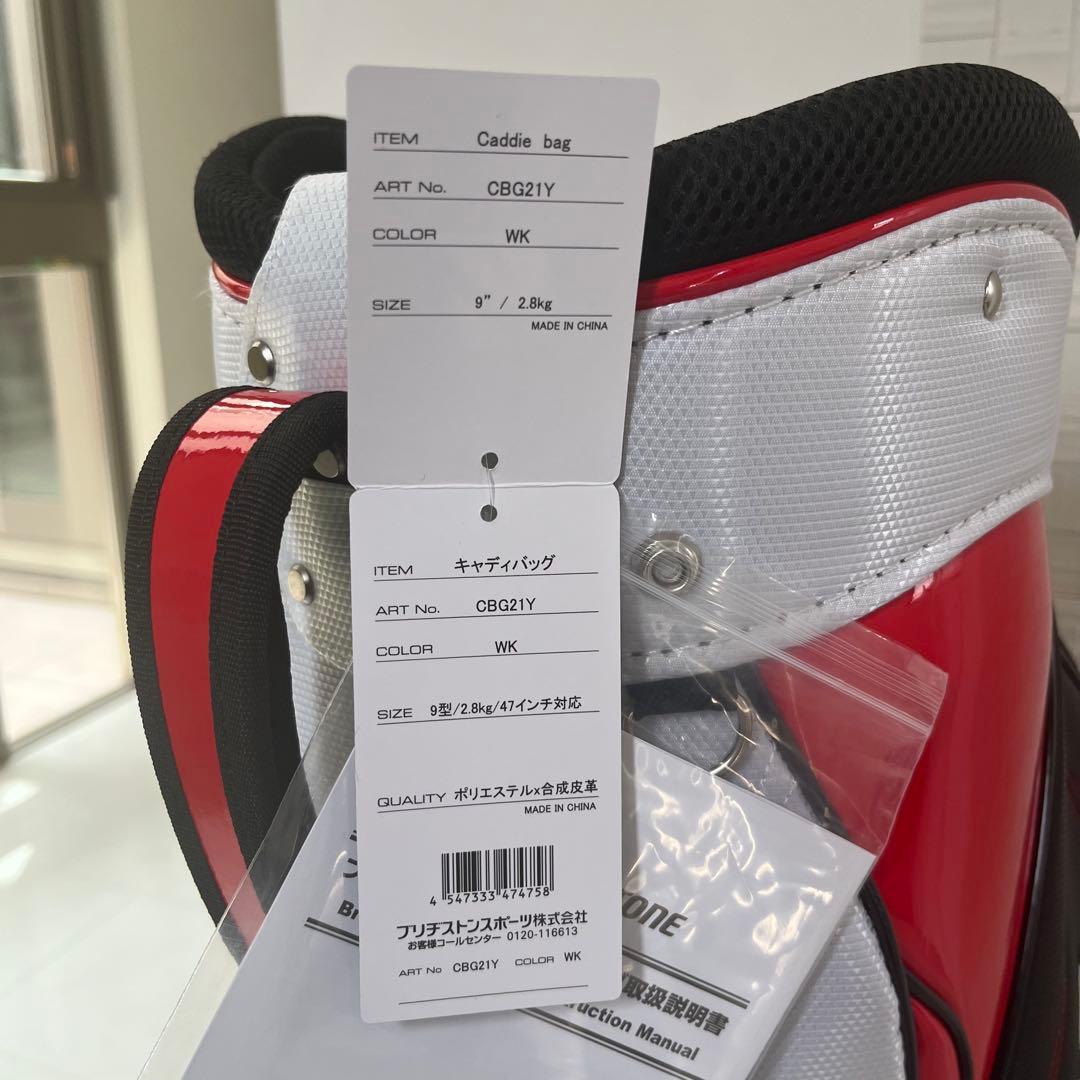 ITEM Caddie bag
ART No. CBG21Y
COLOR WK
SIZE 9" / 2.8kg
MADE IN CHINA
ITEM キャディバッグ
ART No. CBG21Y
COLOR WK
SIZE 9型/2.8kg/47インチ対応
QUALITY ポリエステル×合成皮革
MADE IN CHINA
4 547333 474758
ブリヂストンスポーツ株式会社
お客様コールセンター 0120-116613
ART No CBG21Y COLOR WK
取扱説明書
Manual